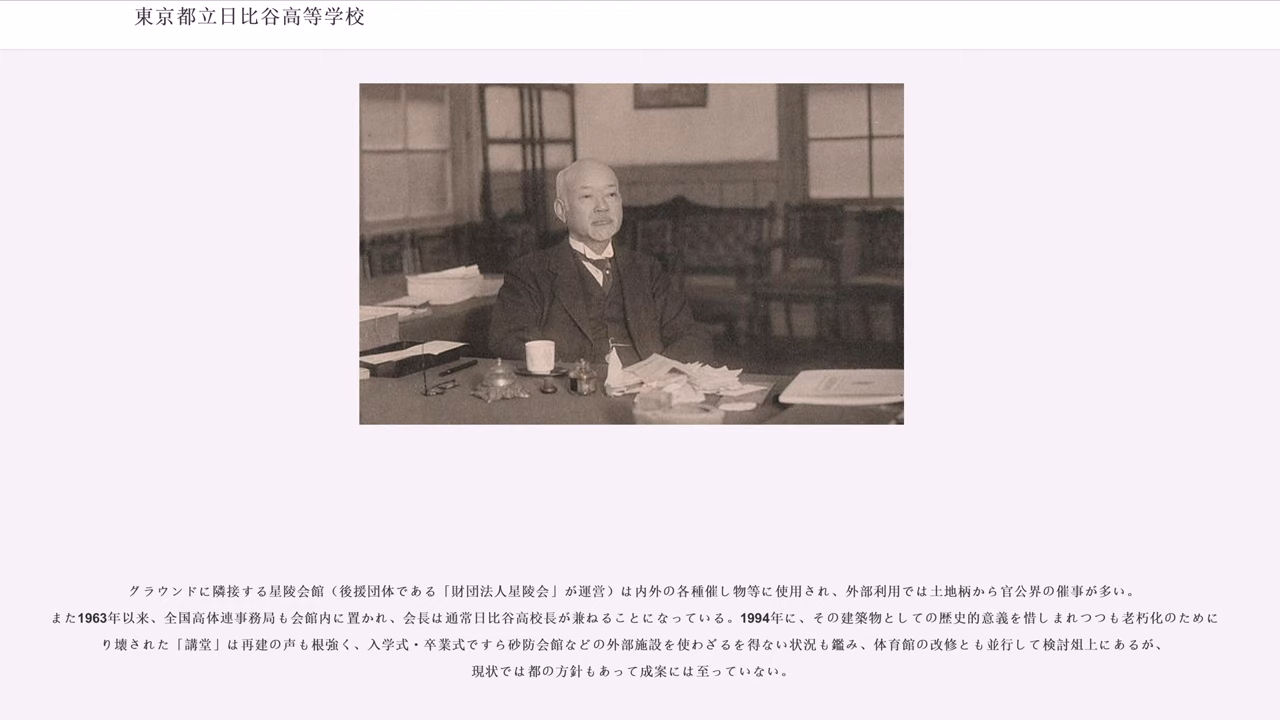 東京都立日比谷高等学校
グラウンドに隣接する星陵会館（後援団体である「財団法人星陵会」が運営）は内外の各種催し物等に使用され、外部利用では土地柄から官公界の催事が多い。
また1963年以来、全国高体連事務局も会館内に置かれ、会長は通常日比谷高校長が兼ねることになっている。1994年に、その建築物としての歴史的意義を惜しまれつつも老朽化のために
り壊された「講堂」は再建の声も根強く、入学式・卒業式ですら砂防会館などの外部施設を使わざるを得ない状況も鑑み、体育館の改修とも並行して検討俎上にあるが、
現状では都の方針もあって成案には至っていない。